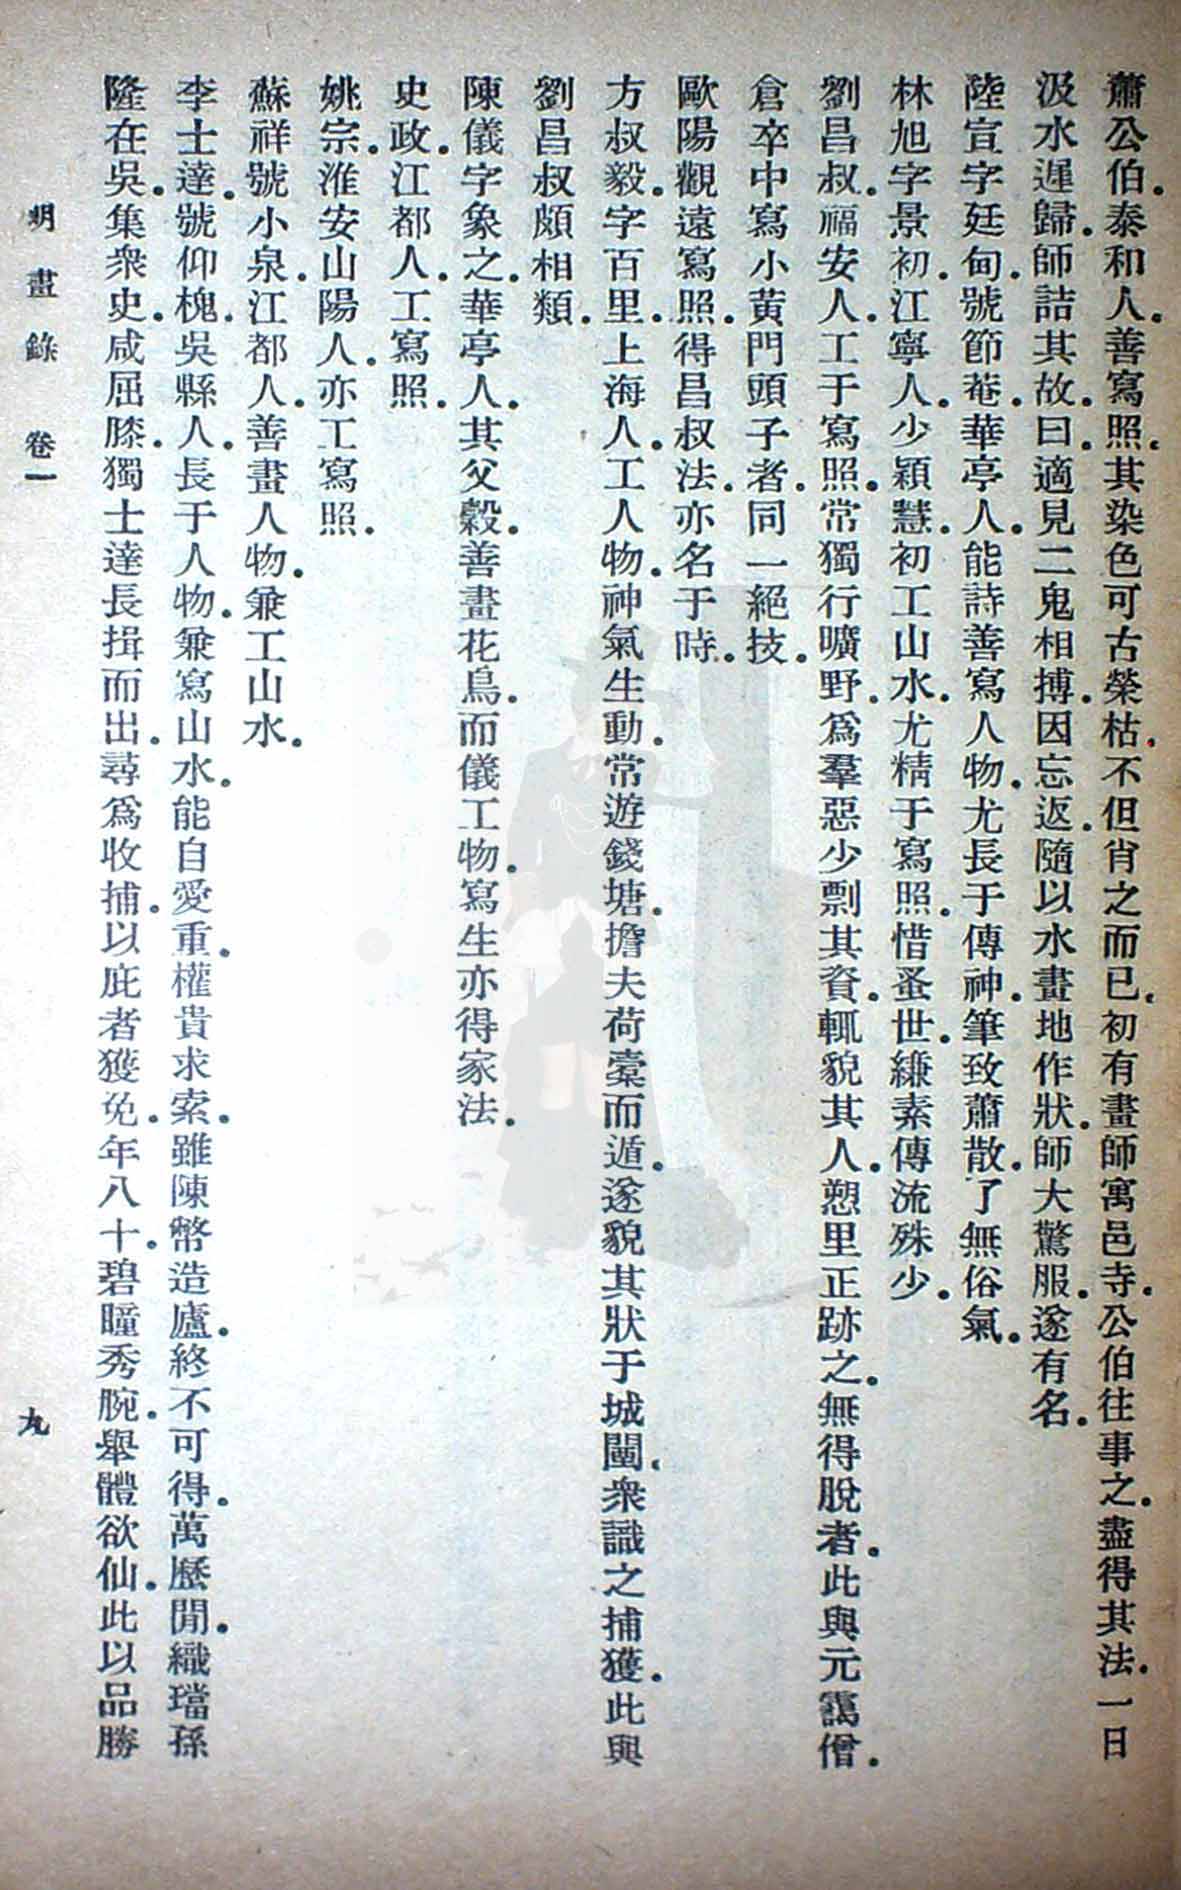 蕭公伯.泰和人.善寫照.其染色可古榮枯.不但肖之而已.初有畫師寓邑寺.公伯往事之.盡得其法.一日
汲水遲歸.師詰其故.曰.適見二鬼相搏.因忘返.隨以水畫地作狀.師大驚服.遂有名.
陸宣字廷甸.號節菴.華亭人.能詩善寫人物.尤長于傳神.筆致蕭散.了無俗氣.
林旭字景初.江寧人.少穎慧.初工山水.尤精于寫照.惜蚤世.縑素傳流殊少.
劉昌叔.福安人.工于寫照.常獨行曠野.爲羣惡少剽其資.輒貌其人.愬里正跡之.無得脫者.此與元靄僧.
倉卒中寫小黃門頭子者.同一絕技.
歐陽觀遠寫照.得昌叔法.亦名于時.
方叔毅.字百里.上海人.工人物.神氣生動.常遊錢塘.擔夫荷橐而遁.遂貌其狀于城闉.衆識之捕獲.此與
劉昌叔頗相類.
陳儀字象之.華亭人.其父穀.善畫花鳥.而儀工物.寫生亦得家法.
史政.江都人.工寫照.
姚宗.淮安山陽人.亦工寫照.
蘇祥號小泉.江都人.善畫人物.兼工山水.
李士達.號仰槐.吳縣人.長于人物.兼寫山水.能自愛重.權貴求索.雖陳幣造廬.終不可得.萬歷閒.織璫孫
隆在吳.集衆史.咸屈膝.獨士達長揖而出.尋爲收捕.以庇者獲免.年八十.碧瞳秀腕.舉體欲仙.此以品勝
明畫錄 卷一 九